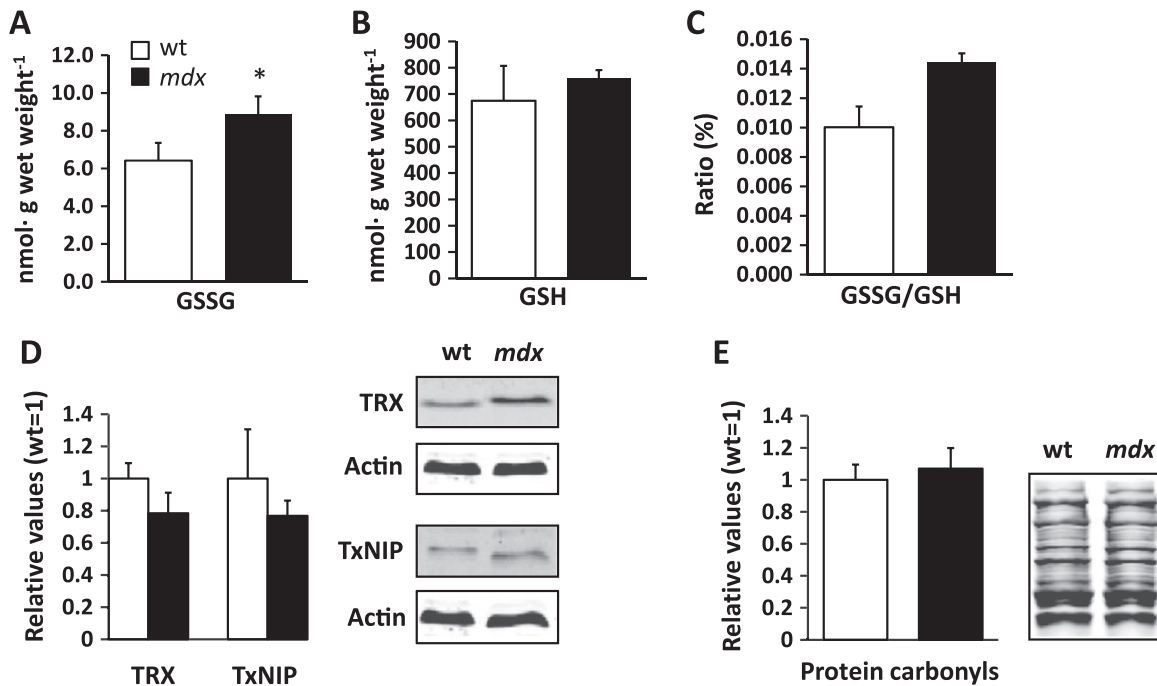 A
nmol· g wet weight-1
12.0
10.0
8.0
6.0
4.0
2.0
0.0
wt
mdx
*
GSSG
B
nmol· g wet weight-1
900
800
700
600
500
400
300
200
100
0
GSH
C
Ratio (%)
0.016
0.014
0.012
0.010
0.008
0.006
0.004
0.002
0.000
GSSG/GSH
D
Relative values (wt=1)
1.4
1.2
1
0.8
0.6
0.4
0.2
0
TRX
TxNIP
wt mdx
TRX
Actin
TxNIP
Actin
E
Relative values (wt=1)
1.4
1.2
1
0.8
0.6
0.4
0.2
0
Protein carbonyls
wt mdx